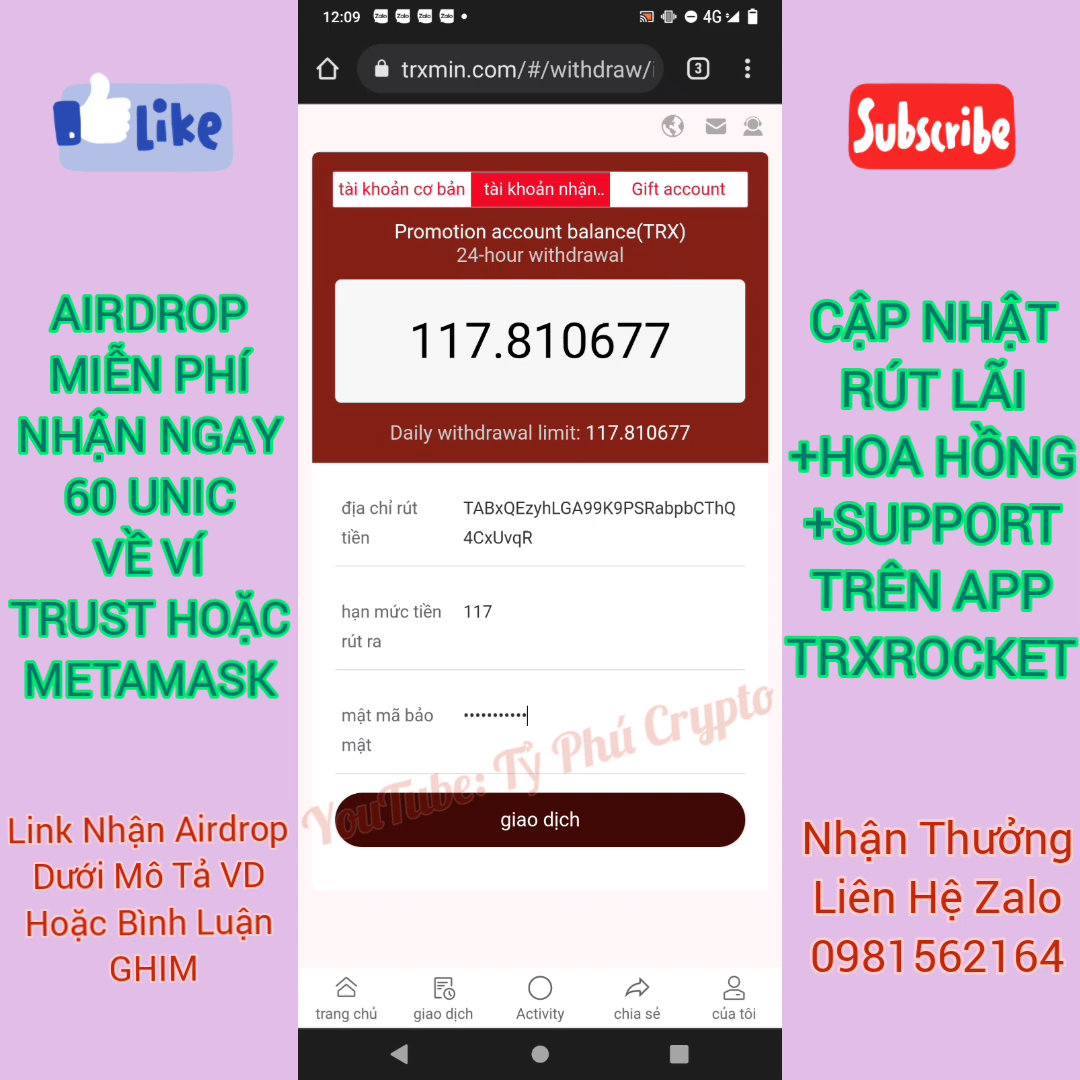 12:09
Zalo Zalo Zalo Zalo
4G
trxmin.com/#/withdraw/
3
Like
Subscribe
tài khoản cơ bản
tài khoản nhận..
Gift account
Promotion account balance(TRX)
24-hour withdrawal
117.810677
Daily withdrawal limit: 117.810677
địa chỉ rút
tiền
TABxQEzyhLGA99K9PSRabpbCThQ
4CxUvqR
hạn mức tiền
rút ra
117
mật mã bảo
mật
•••••••••••
YouTube: Tỷ Phú Crypto
giao dịch
trang chủ
giao dịch
Activity
chia sẻ
của tôi
AIRDROP
MIỄN PHÍ
NHẬN NGAY
60 UNIC
VỀ VÍ
TRUST HOẶC
METAMASK
Link Nhận Airdrop
Dưới Mô Tả VD
Hoặc Bình Luận
GHIM
CẬP NHẬT
RÚT LÃI
+HOA HỒNG
+SUPPORT
TRÊN APP
TRXROCKET
Nhận Thưởng
Liên Hệ Zalo
0981562164